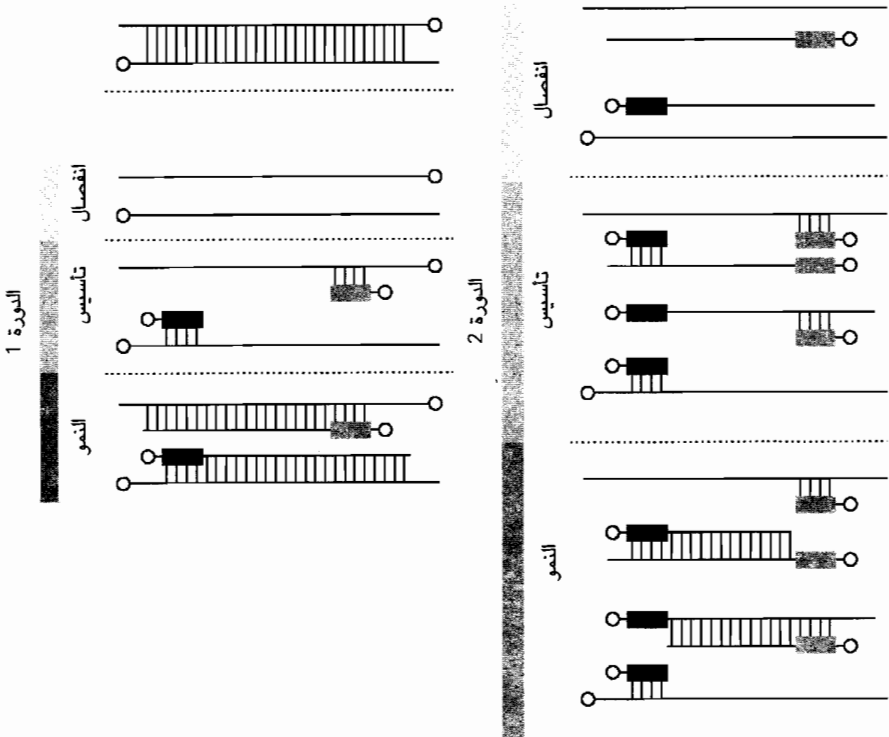 الدورة 1
انفصال
تأسيس
النمو
الدورة 2
انفصال
تأسيس
النمو